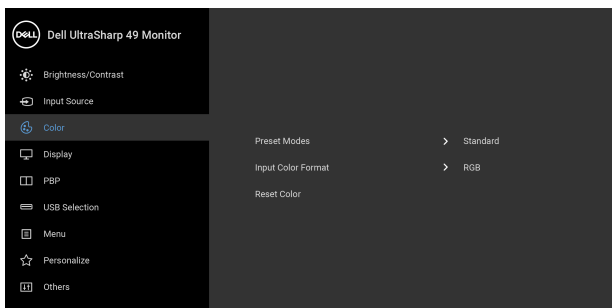 DELL Dell UltraSharp 49 Monitor
Brightness/Contrast
Input Source
Color
Display
PBP
USB Selection
Menu
Personalize
Others
Preset Modes > Standard
Input Color Format > RGB
Reset Color